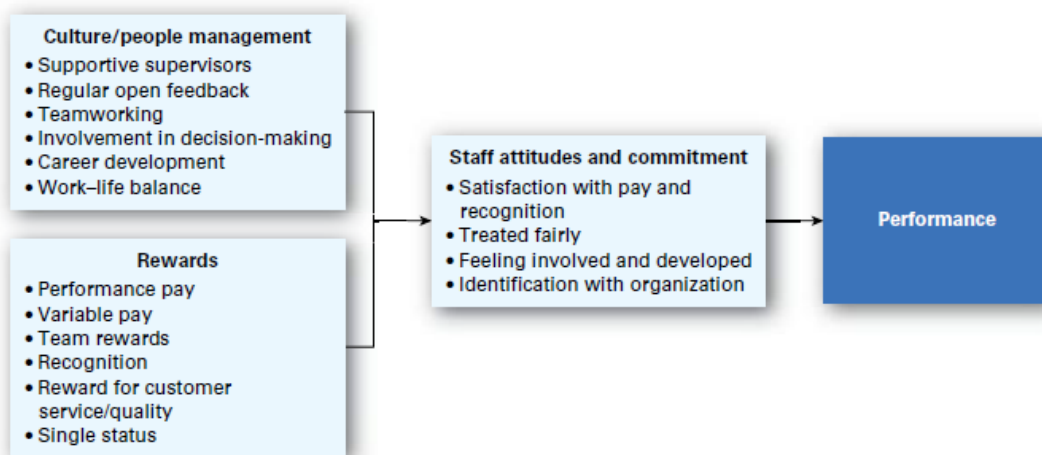 Culture/people management
• Supportive supervisors
• Regular open feedback
• Teamworking
• Involvement in decision-making
• Career development
• Work–life balance
Rewards
• Performance pay
• Variable pay
• Team rewards
• Recognition
• Reward for customer
service/quality
• Single status
Staff attitudes and commitment
• Satisfaction with pay and
recognition
• Treated fairly
• Feeling involved and developed
• Identification with organization
Performance